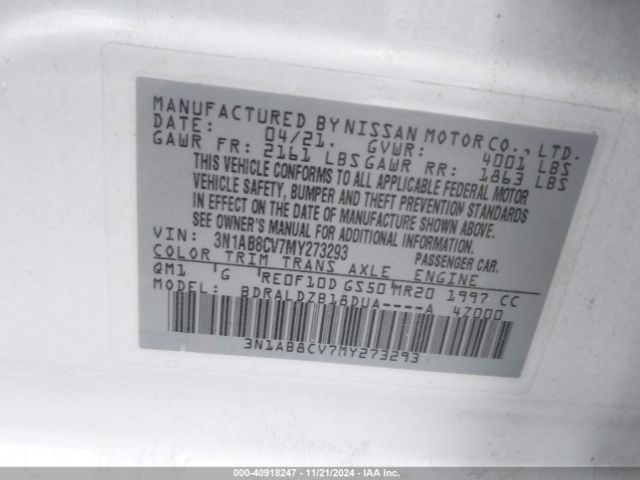 MANUFACTURED BY NISSAN MOTOR CO., LTD.
DATE: 04/21. GVWR: 4001 LBS
GAWR FR: 2161 LBS GAWR RR: 1863 LBS
THIS VEHICLE CONFORMS TO ALL APPLICABLE FEDERAL MOTOR
VEHICLE SAFETY, BUMPER AND THEFT PREVENTION STANDARDS
IN EFFECT ON THE DATE OF MANUFACTURE SHOWN ABOVE.
SEE OWNER'S MANUAL FOR ADDITIONAL INFORMATION.
VIN: 3N1AB8CV7MY273293 PASSENGER CAR.
COLOR TRIM TRANS AXLE ENGINE
QM1 G RE0F10D GS50 MR20 1997 CC
MODEL BDRALDZB18DUA----A 4Z000
3N1AB8CV7MY273293
000-40918247 - 11/21/2024 - IAA Inc.